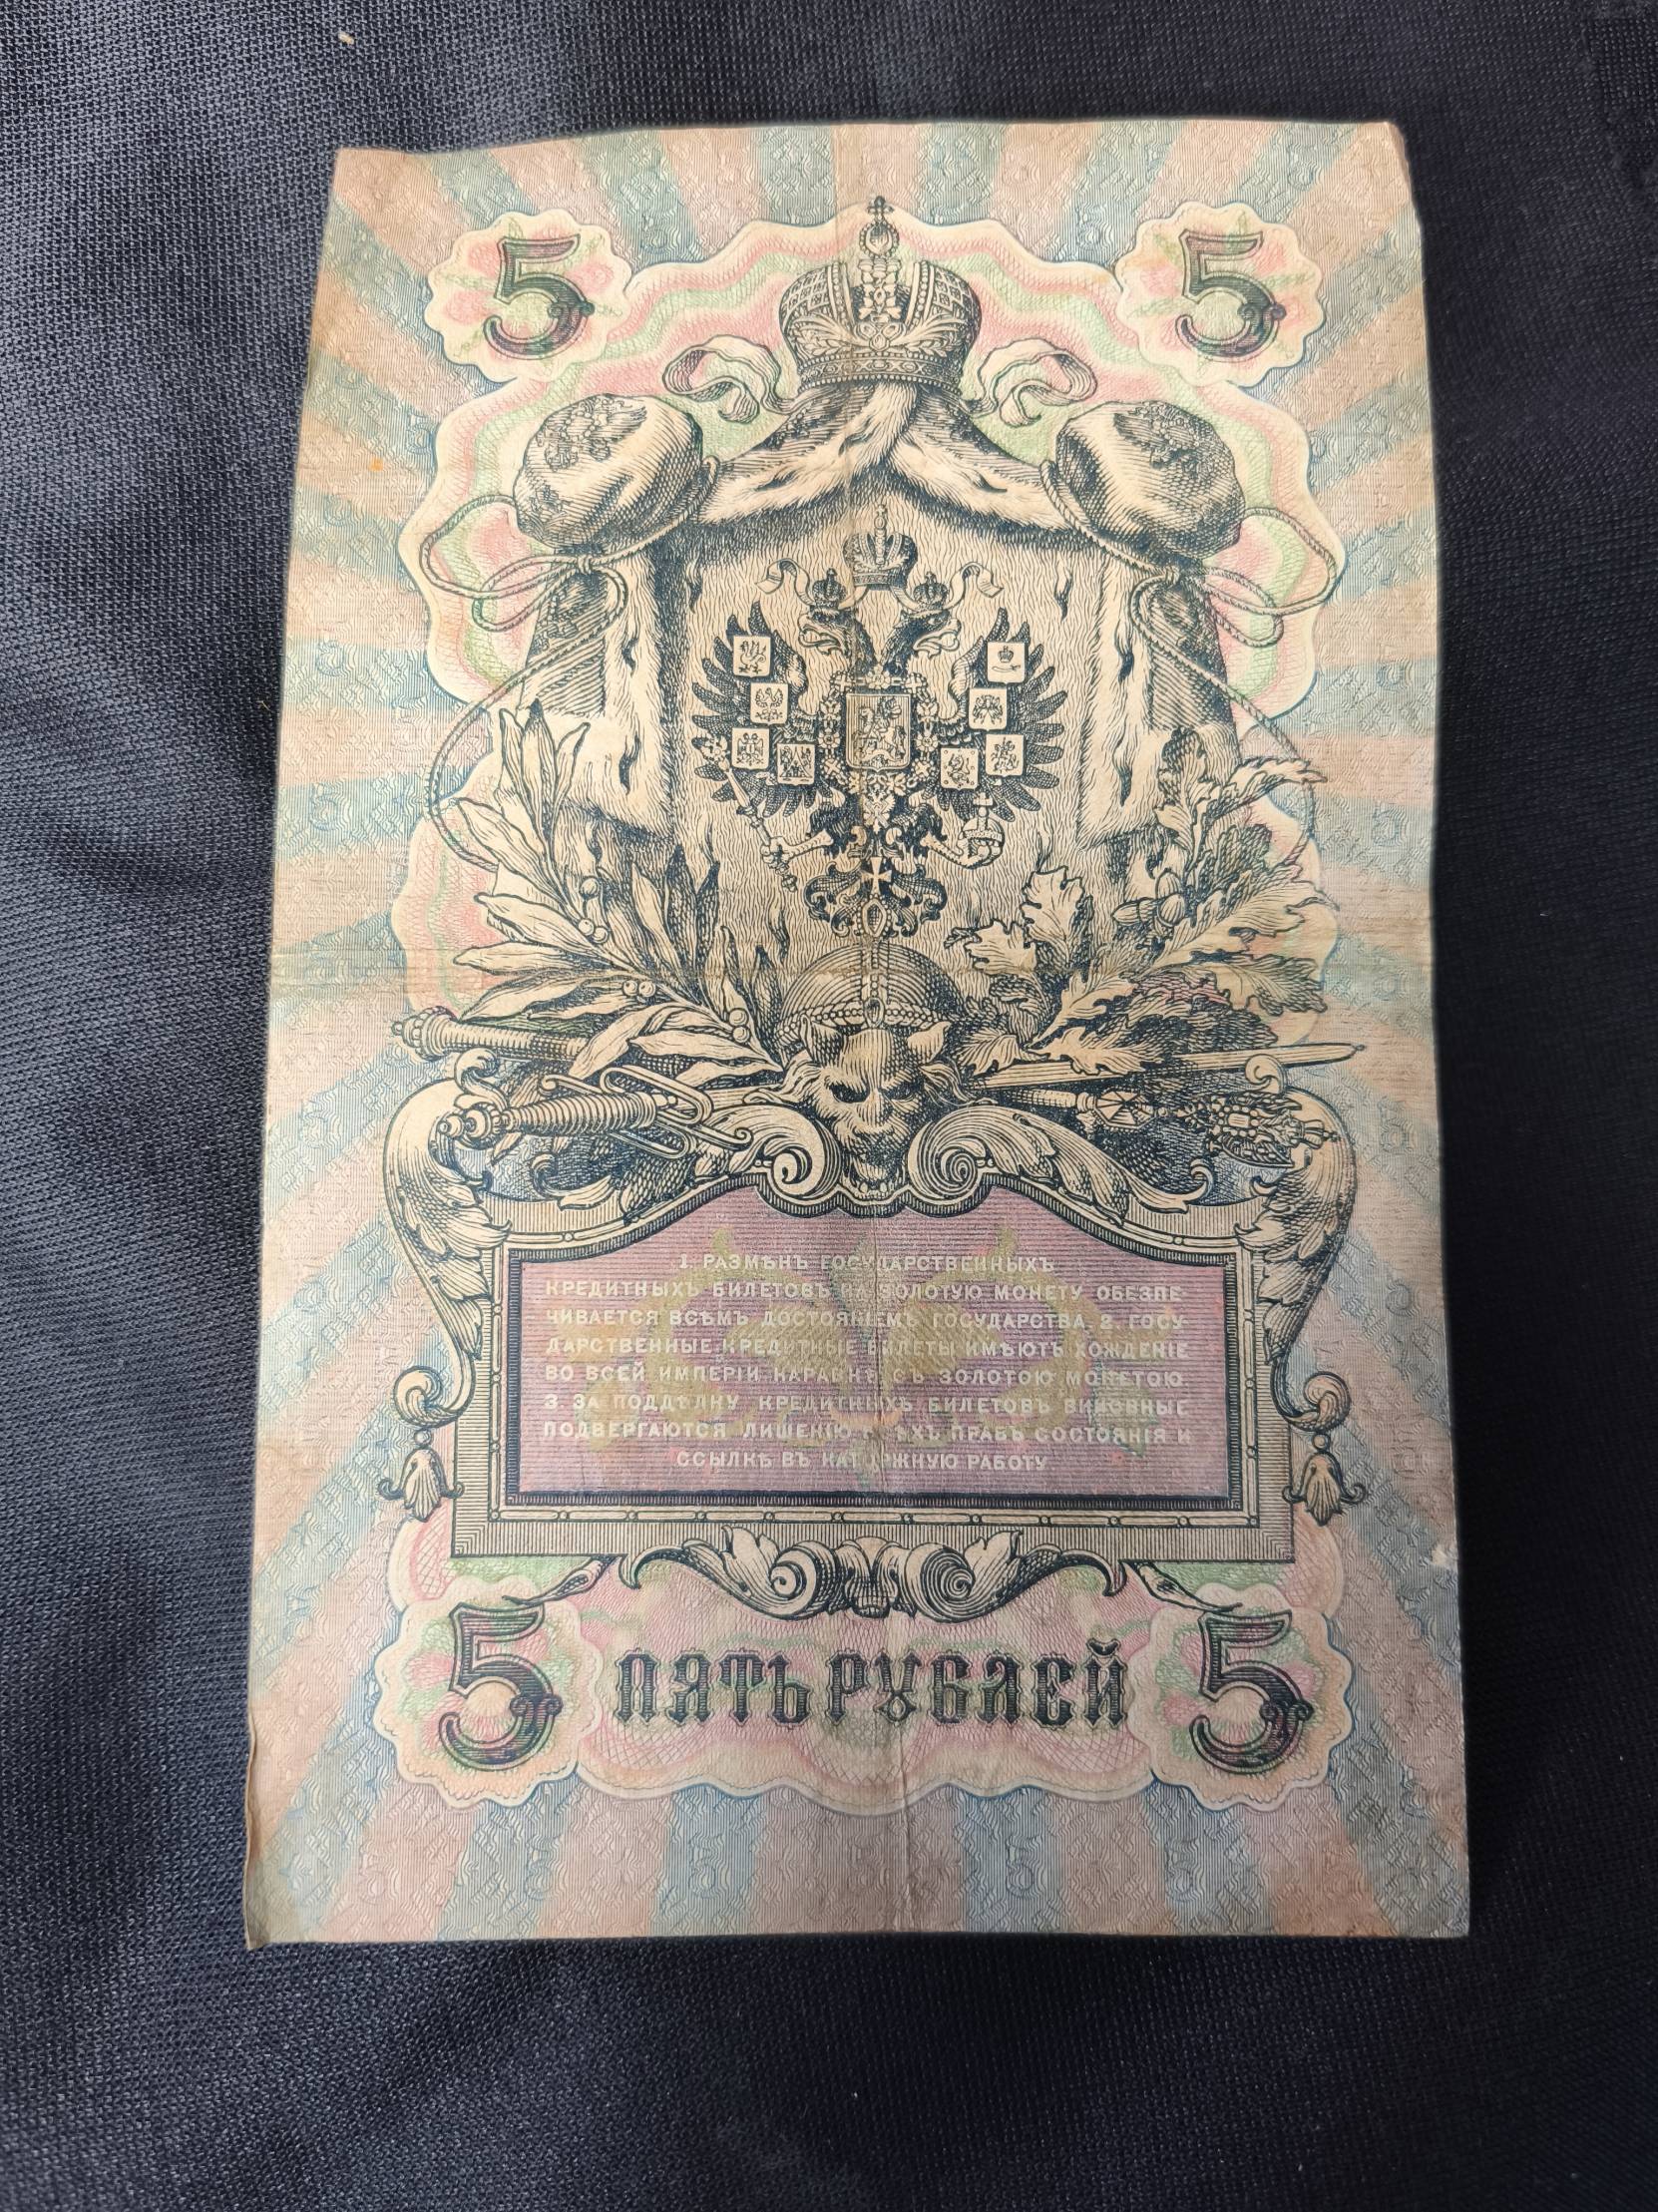 5 5
1. РАЗМѢНЪ ГОСУДАРСТВЕННЫХЪ
КРЕДИТНЫХЪ БИЛЕТОВЪ НА ЗОЛОТУЮ МОНЕТУ ОБЕЗПЕ-
ЧИВАЕТСЯ ВСѢМЪ ДОСТОЯНІЕМЪ ГОСУДАРСТВА. 2. ГОСУ
ДАРСТВЕННЫЕ КРЕДИТНЫЕ БИЛЕТЫ ИМѢЮТЪ ХОЖДЕНІЕ
ВО ВСЕЙ ИМПЕРІИ НАРАВНѢ СЪ ЗОЛОТОЮ МОНЕТОЮ.
3. ЗА ПОДДѢЛКУ КРЕДИТНЫХЪ БИЛЕТОВЪ ВИНОВНЫЕ
ПОДВЕРГАЮТСЯ ЛИШЕНІЮ ВСѢХЪ ПРАВЪ СОСТОЯНІЯ И
ССЫЛКѢ ВЪ КАТОРЖНУЮ РАБОТУ
5 ПЯТЬ РУБЛЕЙ 5